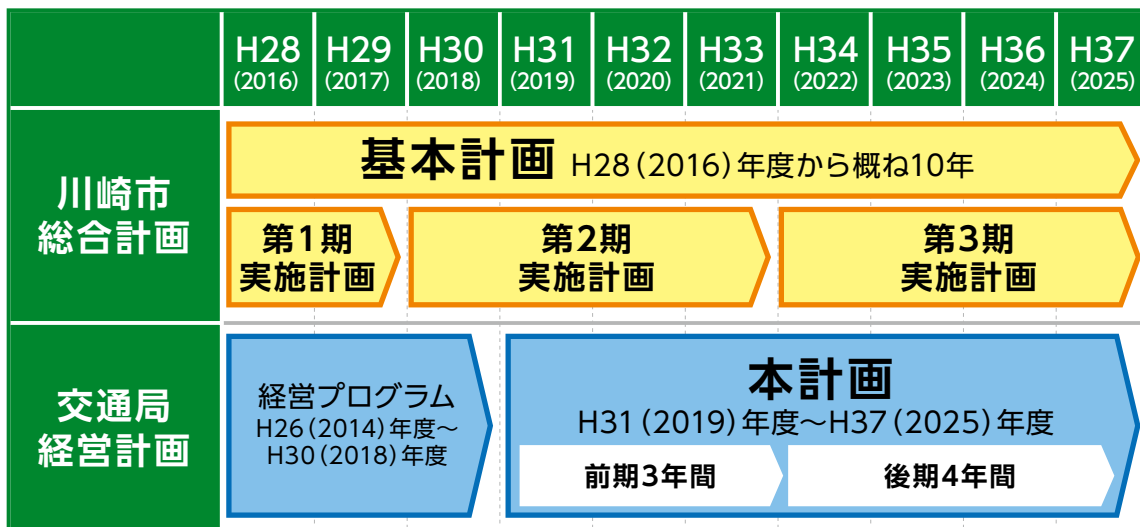 H28 H29 H30 H31 H32 H33 H34 H35 H36 H37
(2016) (2017) (2018) (2019) (2020) (2021) (2022) (2023) (2024) (2025)
川崎市
総合計画
基本計画 H28(2016)年度から概ね10年
第1期
実施計画
第2期
実施計画
第3期
実施計画
交通局
経営計画
経営プログラム
H26(2014)年度〜
H30(2018)年度
本計画
H31(2019)年度〜H37(2025)年度
前期3年間
後期4年間